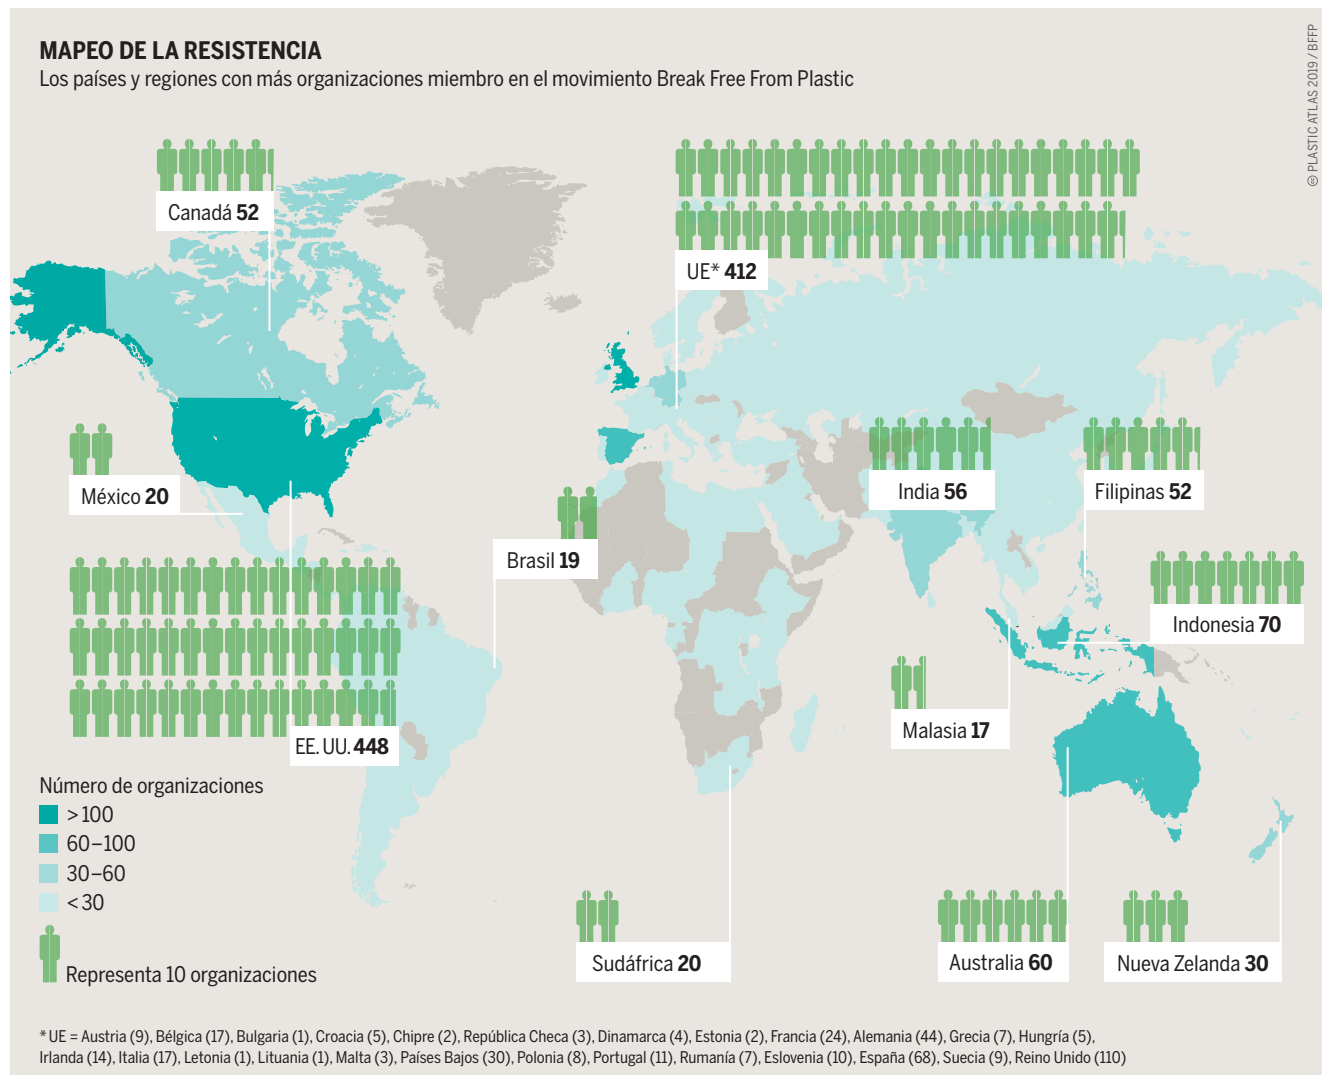 MAPEO DE LA RESISTENCIA
Los países y regiones con más organizaciones miembro en el movimiento Break Free From Plastic
PLASTIC ATLAS 2019 / BFFP
Canadá 52
UE* 412
México 20
India 56
Filipinas 52
Brasil 19
Indonesia 70
Malasia 17
EE. UU. 448
Número de organizaciones
> 100
60–100
30–60
< 30
Representa 10 organizaciones
Sudáfrica 20
Australia 60
Nueva Zelanda 30
* UE = Austria (9), Bélgica (17), Bulgaria (1), Croacia (5), Chipre (2), República Checa (3), Dinamarca (4), Estonia (2), Francia (24), Alemania (44), Grecia (7), Hungría (5),
Irlanda (14), Italia (17), Letonia (1), Lituania (1), Malta (3), Países Bajos (30), Polonia (8), Portugal (11), Rumanía (7), Eslovenia (10), España (68), Suecia (9), Reino Unido (110)